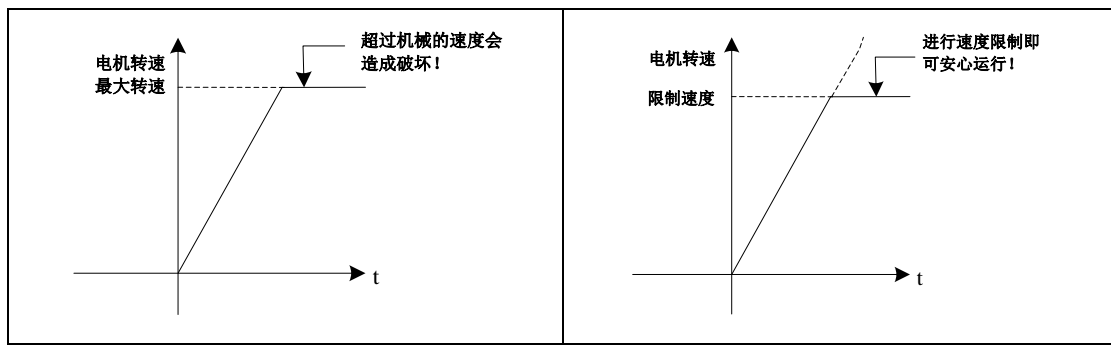 超过机械的速度会
造成破坏！
电机转速
最大转速
t
进行速度限制即
可安心运行！
电机转速
限制速度
t